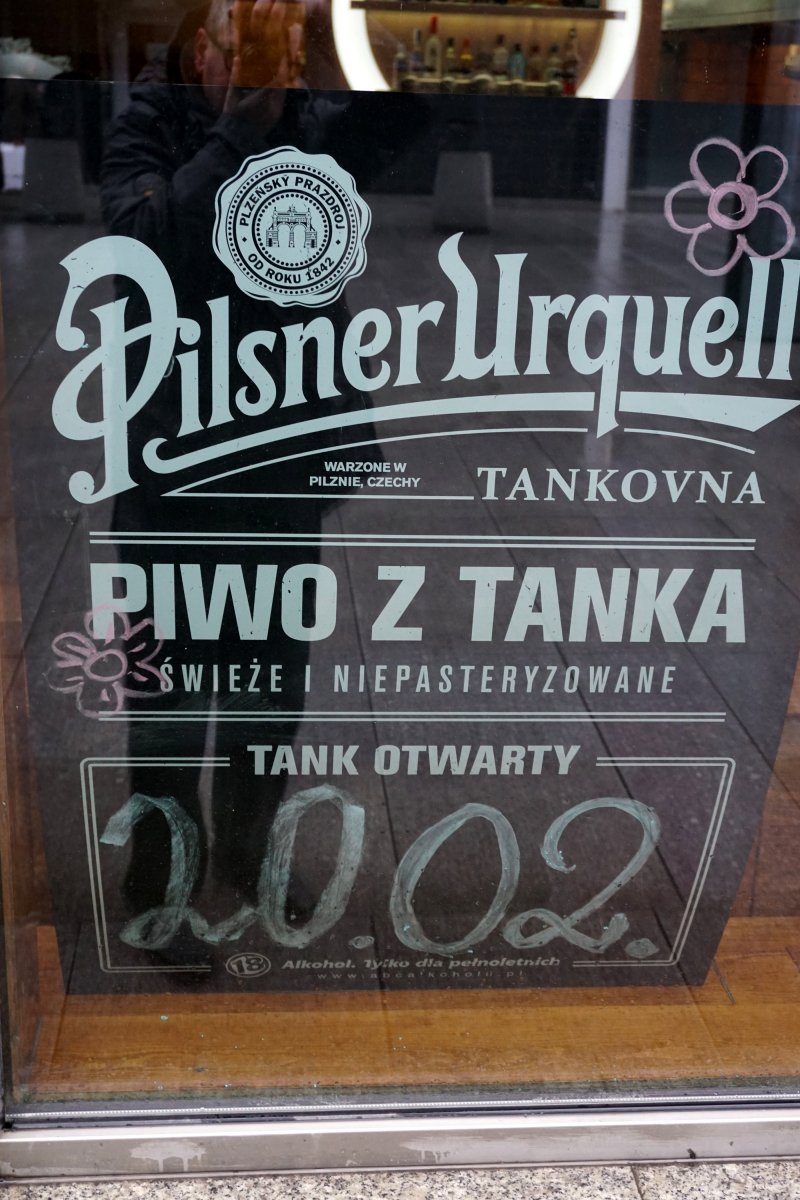 PLZEŇSKÝ PRAZDROJ
OD ROKU 1842
Pilsner Urquell
WARZONE W
PILZNIE, CZECHY
TANKOVNA
PIWO Z TANKA
ŚWIEŻE I NIEPASTERYZOWANE
TANK OTWARTY
20.02.
18 Alkohol. Tylko dla pełnoletnich
www.abcalkoholu.pl